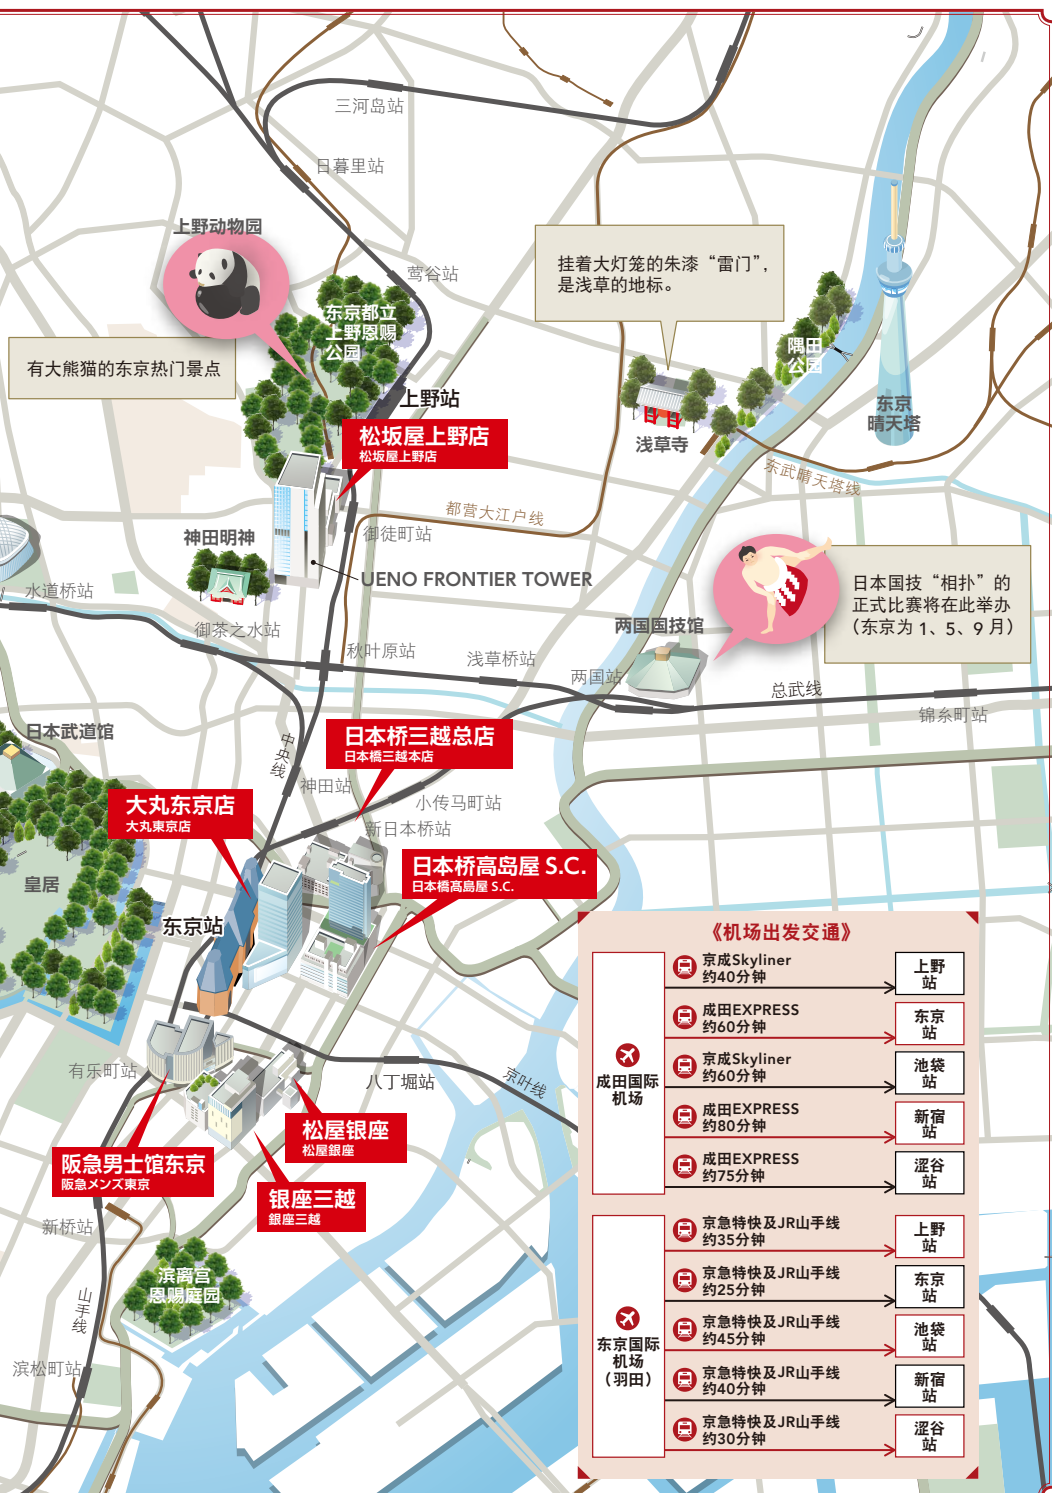 三河岛站
日暮里站
上野动物园
莺谷站
挂着大灯笼的朱漆“雷门”，
是浅草的地标。
东京都立
上野恩赐
公园
隅田
公园
有大熊猫的东京热门景点
上野站
东京
晴天塔
松坂屋上野店
松坂屋上野店
浅草寺
东武晴天塔线
都营大江户线
御徒町站
神田明神
UENO FRONTIER TOWER
水道桥站
日本国技“相扑”的
正式比赛将在此举办
（东京为 1、5、9 月）
两国国技馆
御茶之水站
秋叶原站
浅草桥站
两国站
总武线
锦糸町站
日本武道馆
中央线
日本桥三越总店
日本橋三越本店
神田站
大丸东京店
大丸東京店
小传马町站
新日本桥站
日本桥高岛屋 S.C.
日本橋髙島屋 S.C.
皇居
东京站
有乐町站
八丁堀站
京叶线
松屋银座
松屋銀座
阪急男士馆东京
阪急メンズ東京
银座三越
銀座三越
新桥站
滨离宫
恩赐庭园
山手线
滨松町站
《机场出发交通》
成田国际
机场
京成Skyliner
约40分钟
上野
站
成田EXPRESS
约60分钟
东京
站
京成Skyliner
约60分钟
池袋
站
成田EXPRESS
约80分钟
新宿
站
成田EXPRESS
约75分钟
涩谷
站
东京国际
机场
（羽田）
京急特快及JR山手线
约35分钟
上野
站
京急特快及JR山手线
约25分钟
东京
站
京急特快及JR山手线
约45分钟
池袋
站
京急特快及JR山手线
约40分钟
新宿
站
京急特快及JR山手线
约30分钟
涩谷
站